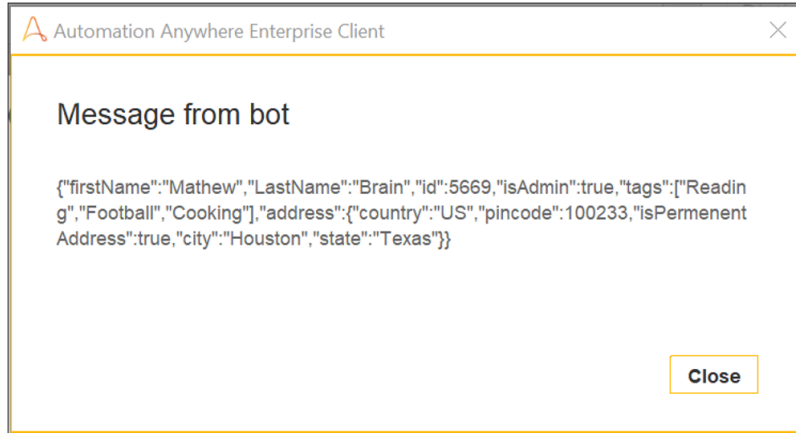 Automation Anywhere Enterprise Client
Message from bot
{"firstName":"Mathew","LastName":"Brain","id":5669,"isAdmin":true,"tags":["Readin
g","Football","Cooking"],"address":{"country":"US","pincode":100233,"isPermenent
Address":true,"city":"Houston","state":"Texas"}}
Close